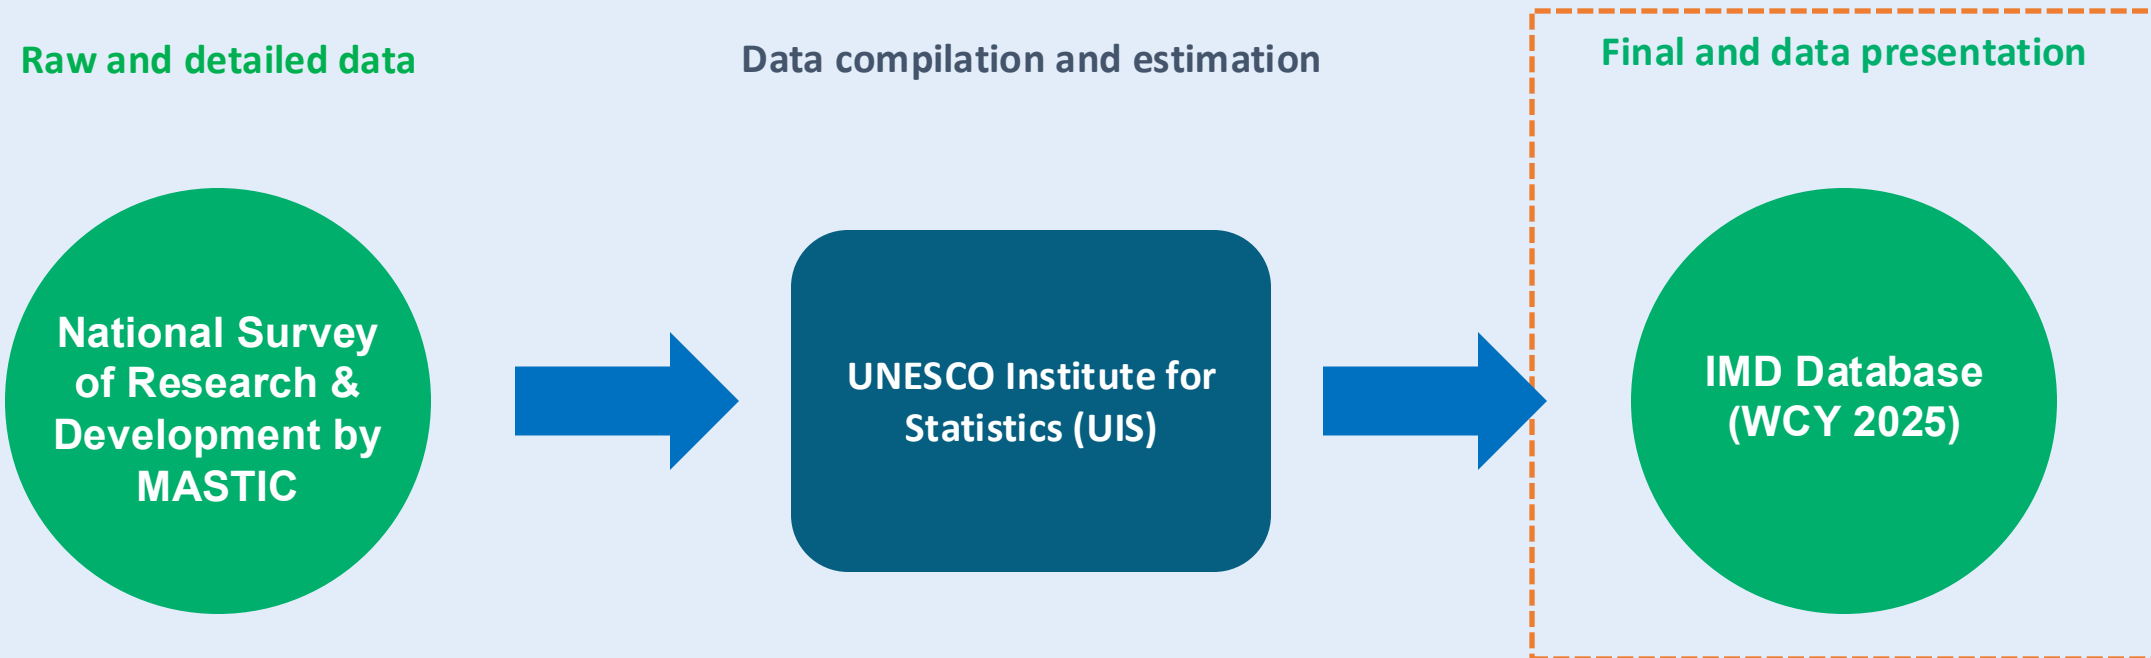 Raw and detailed data
Data compilation and estimation
Final and data presentation
National Survey
of Research &
Development by
MASTIC
UNESCO Institute for
Statistics (UIS)
IMD Database
(WCY 2025)